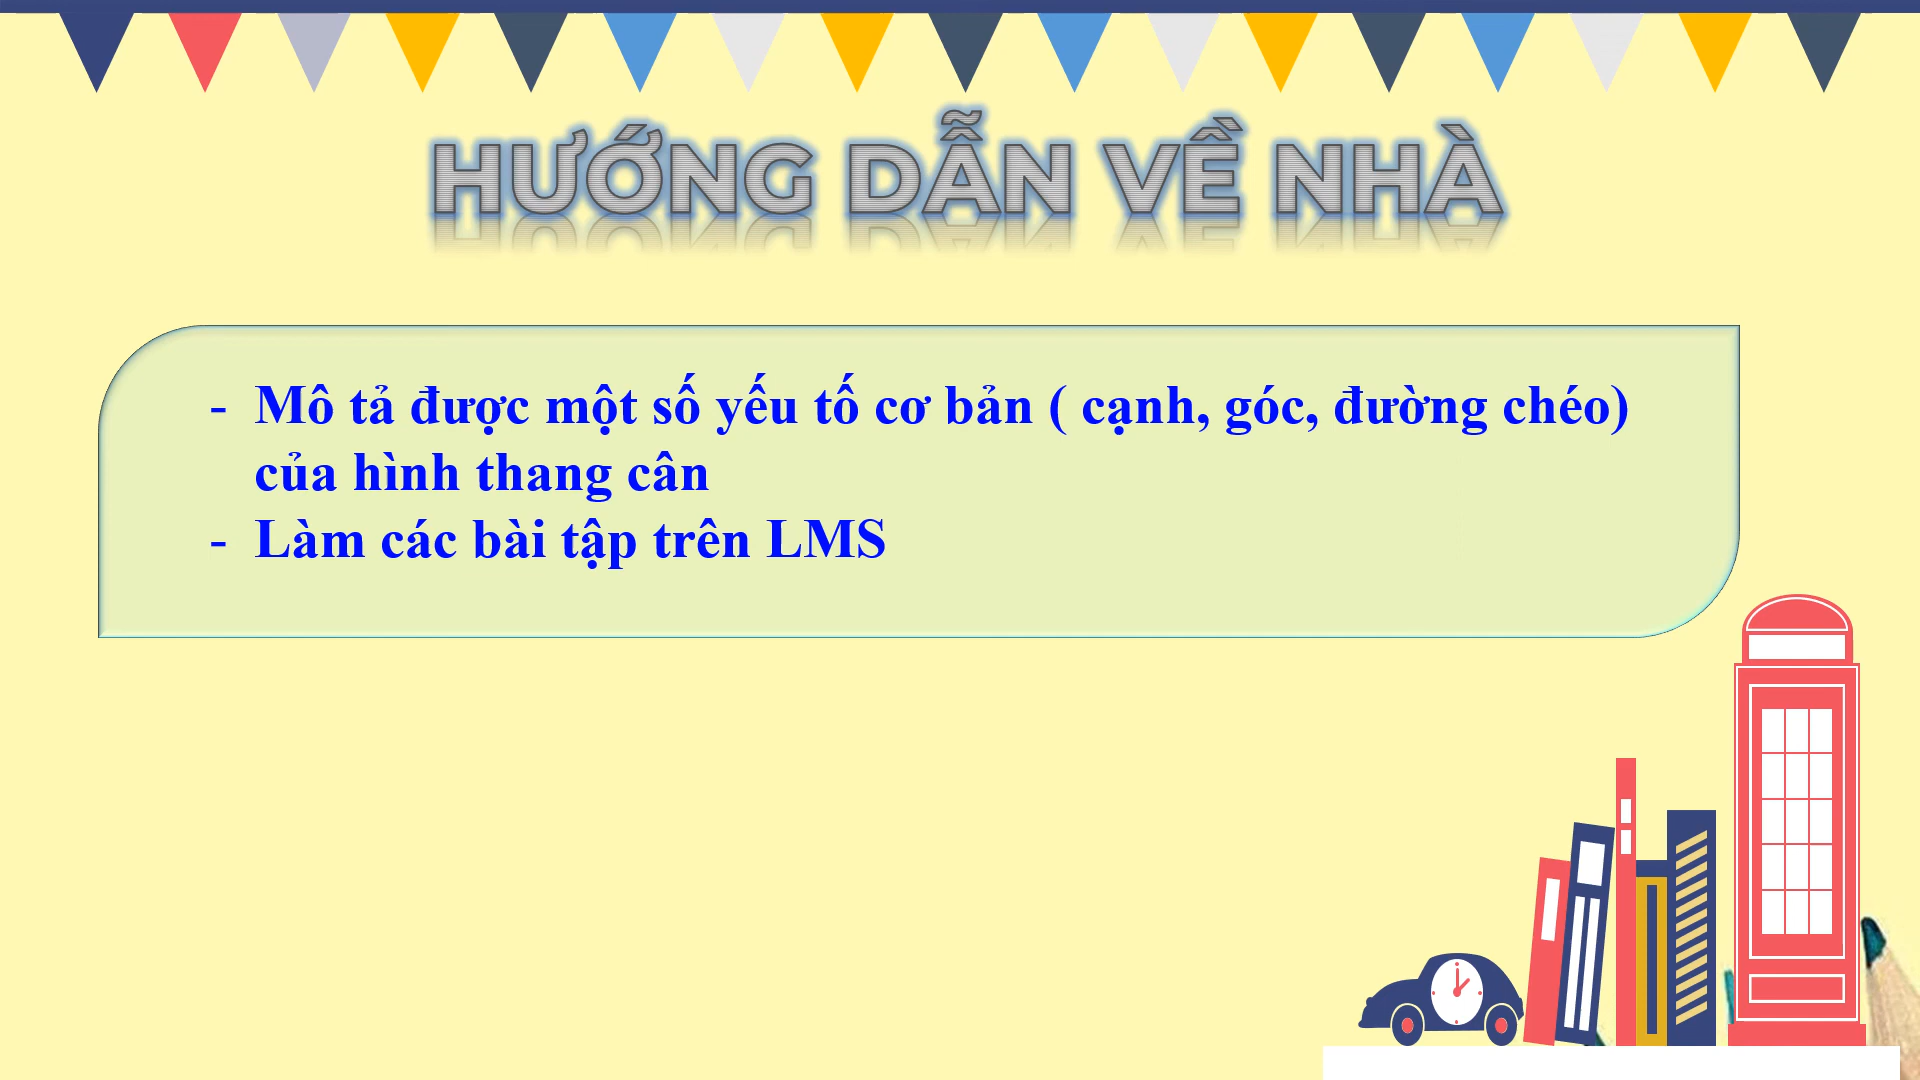 HƯỚNG DẪN VỀ NHÀ
- Mô tả được một số yếu tố cơ bản ( cạnh, góc, đường chéo)
của hình thang cân
- Làm các bài tập trên LMS